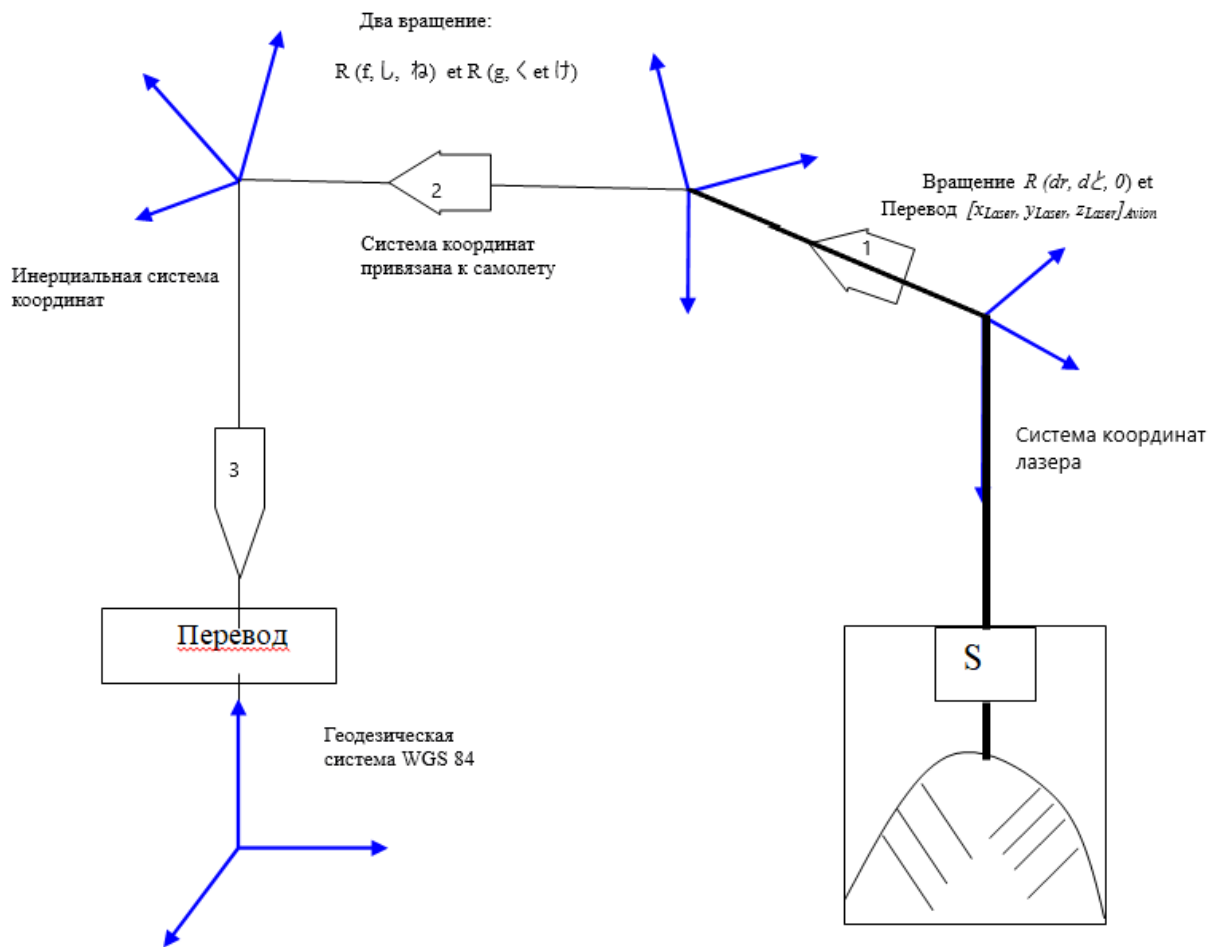 Два вращение:
R (f, し, ね) et R (g, く et け)
2
Система координат
привязана к самолету
Инерциальная система
координат
Вращение R (dr, dど, 0) et
Перевод [xLaser, yLaser, zLaser]Avion
1
Система координат
лазера
3
Перевод
S
Геодезическая
система WGS 84